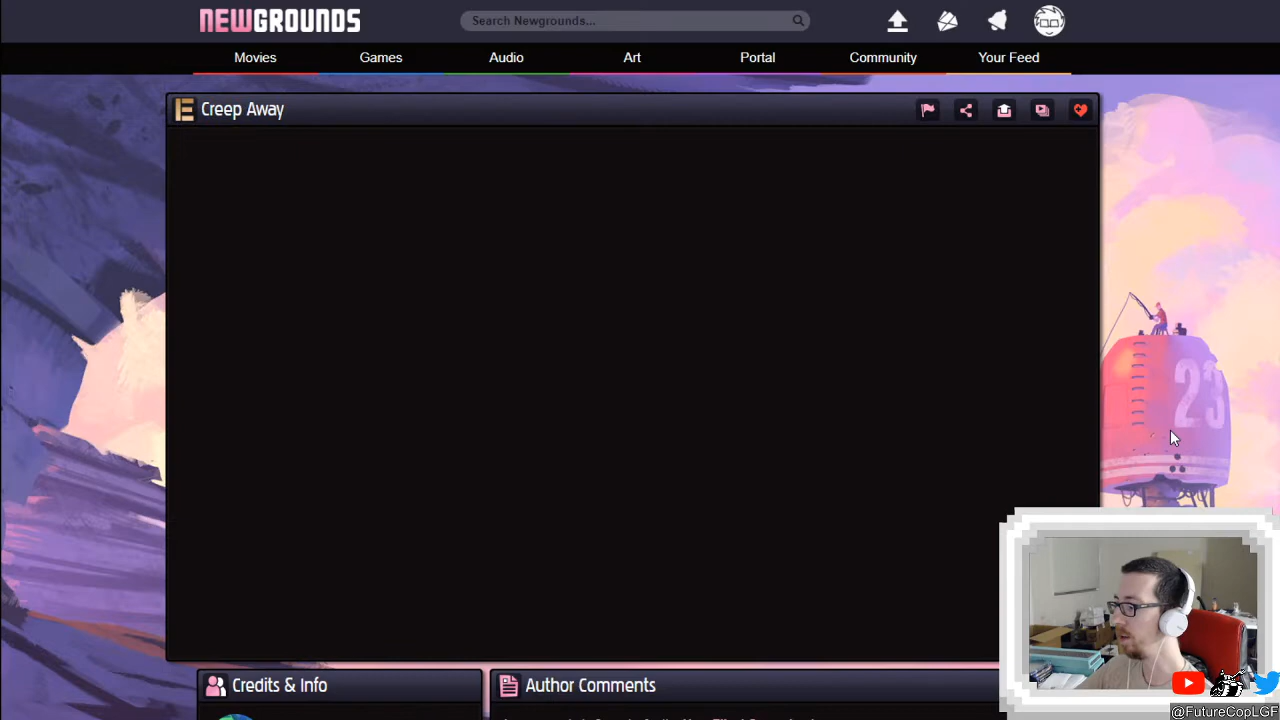 NEWGROUNDS
Search Newgrounds...
Movies
Games
Audio
Art
Portal
Community
Your Feed
E
Creep Away
23
Credits & Info
Author Comments
@FutureCopLGF